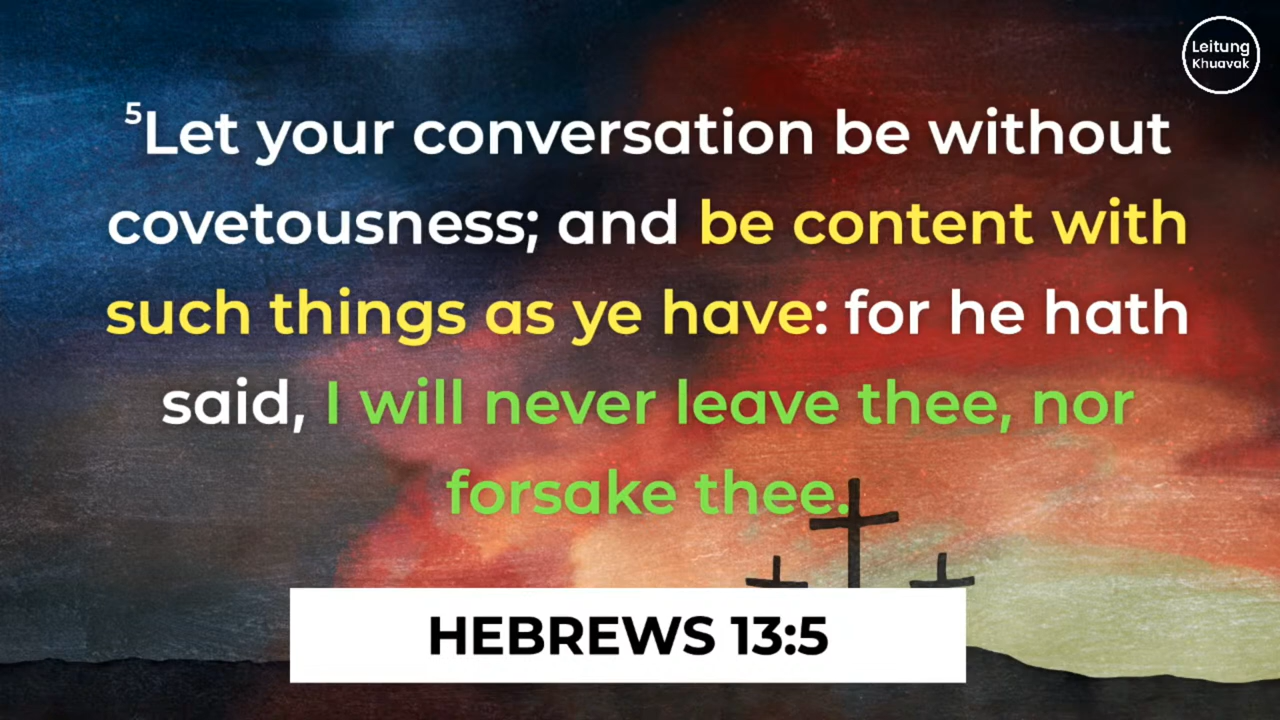 Leitung
Khuavak
⁵Let your conversation be without
covetousness; and be content with
such things as ye have: for he hath
said, I will never leave thee, nor
forsake thee.
HEBREWS 13:5